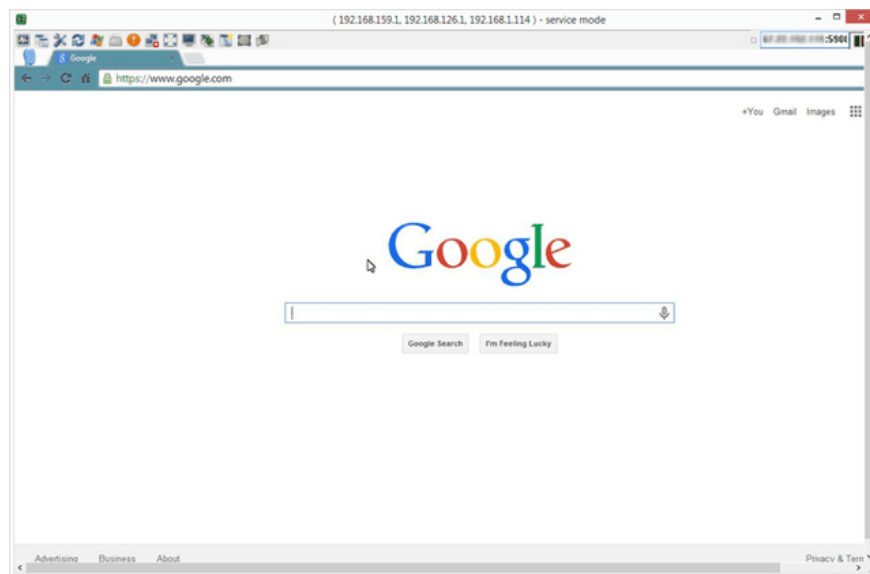 ( 192.168.159.1, 192.168.126.1, 192.168.1.114 ) - service mode
Google
https://www.google.com
+You Gmail Images
Google
Google Search I'm Feeling Lucky
Advertising Business About Privacy & Term